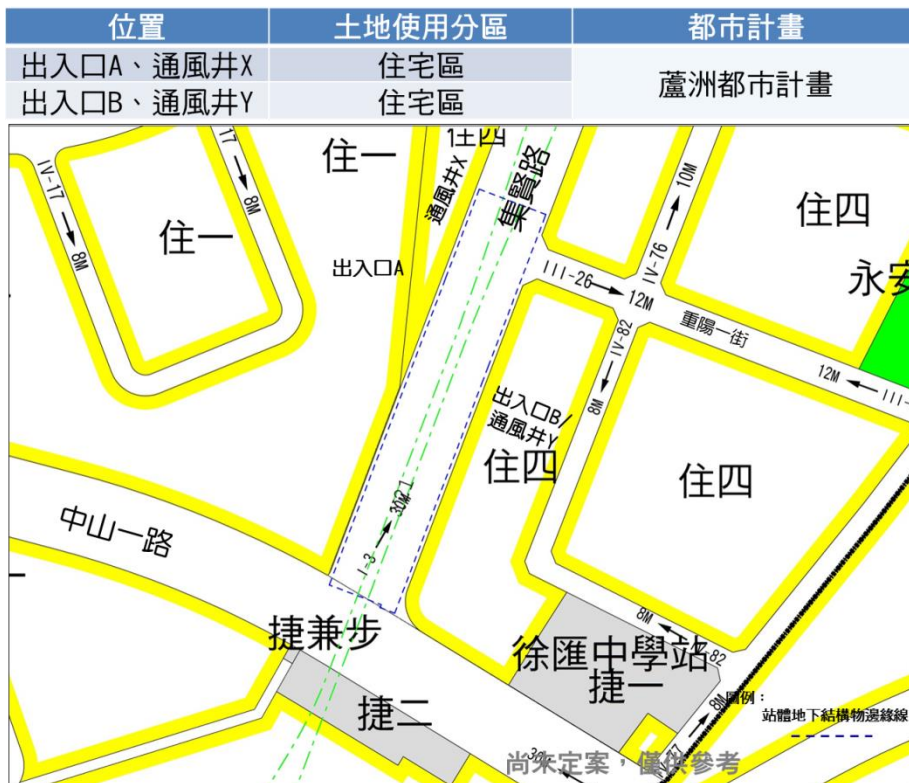 位置 土地使用分區 都市計畫
出入口A、通風井X 住宅區
蘆洲都市計畫
出入口B、通風井Y 住宅區
住四
住一
通風井X
集賢路
17
8M
IV-17
8M
住一
出入口A
住四
IV-76
10M
永安
III-26
12M
重陽一街
IV-82
8M
12M
III-
出入口B/
通風井Y
住四
住四
I-3
30M
中山一路
捷兼步
8M
徐匯中學站
捷一
捷二
8M
圖例：
站體地下結構物邊緣線
尚未定案，僅供參考